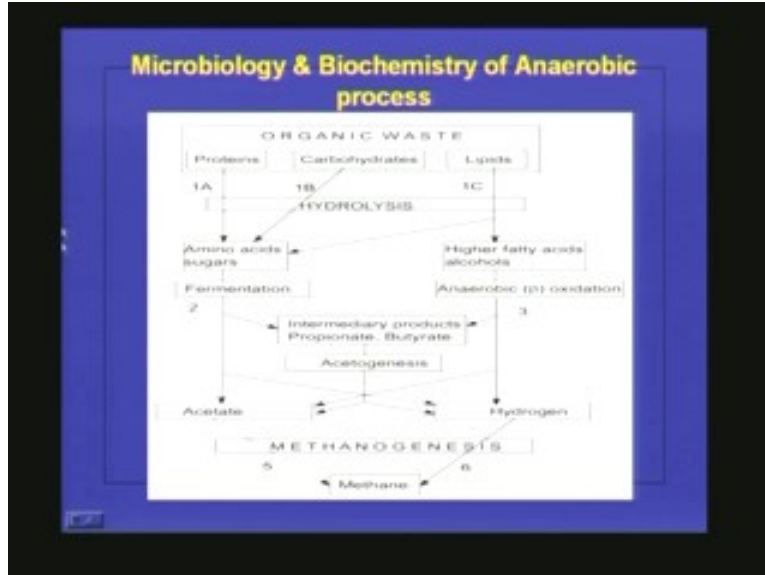 Microbiology & Biochemistry of Anaerobic
process
ORGANIC WASTE
Proteins Carbohydrates Lipids
1A 1B 1C
HYDROLYSIS
Amino acids
sugars
Higher fatty acids
alcohols
Fermentation Anaerobic (β) oxidation
2 3
Intermediary products
Propionate. Butyrate
Acetogenesis
Acetate Hydrogen
METHANOGENESIS
5 6
Methane